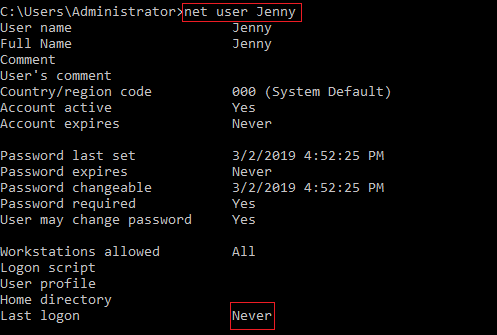 C:\Users\Administrator>net user Jenny
User name Jenny
Full Name Jenny
Comment
User's comment
Country/region code 000 (System Default)
Account active Yes
Account expires Never
Password last set 3/2/2019 4:52:25 PM
Password expires Never
Password changeable 3/2/2019 4:52:25 PM
Password required Yes
User may change password Yes
Workstations allowed All
Logon script
User profile
Home directory
Last logon Never